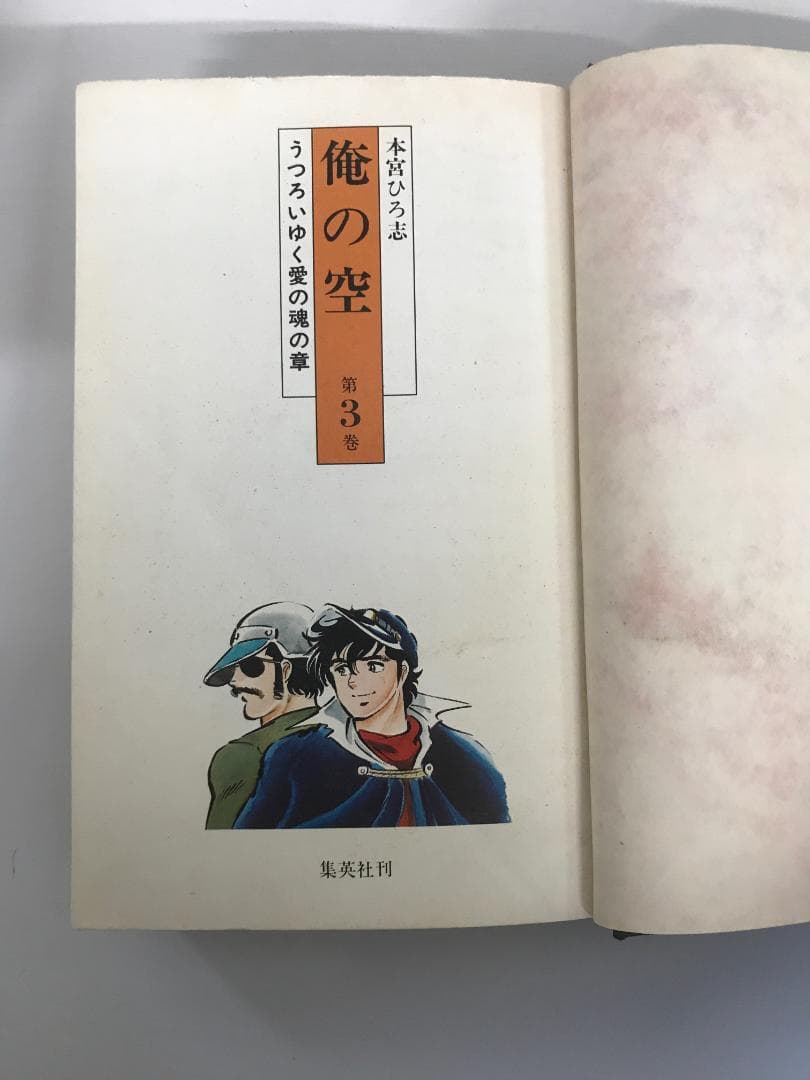 本宮ひろ志
俺の空
第3巻
うつろいゆく愛の魂の章
集英社刊